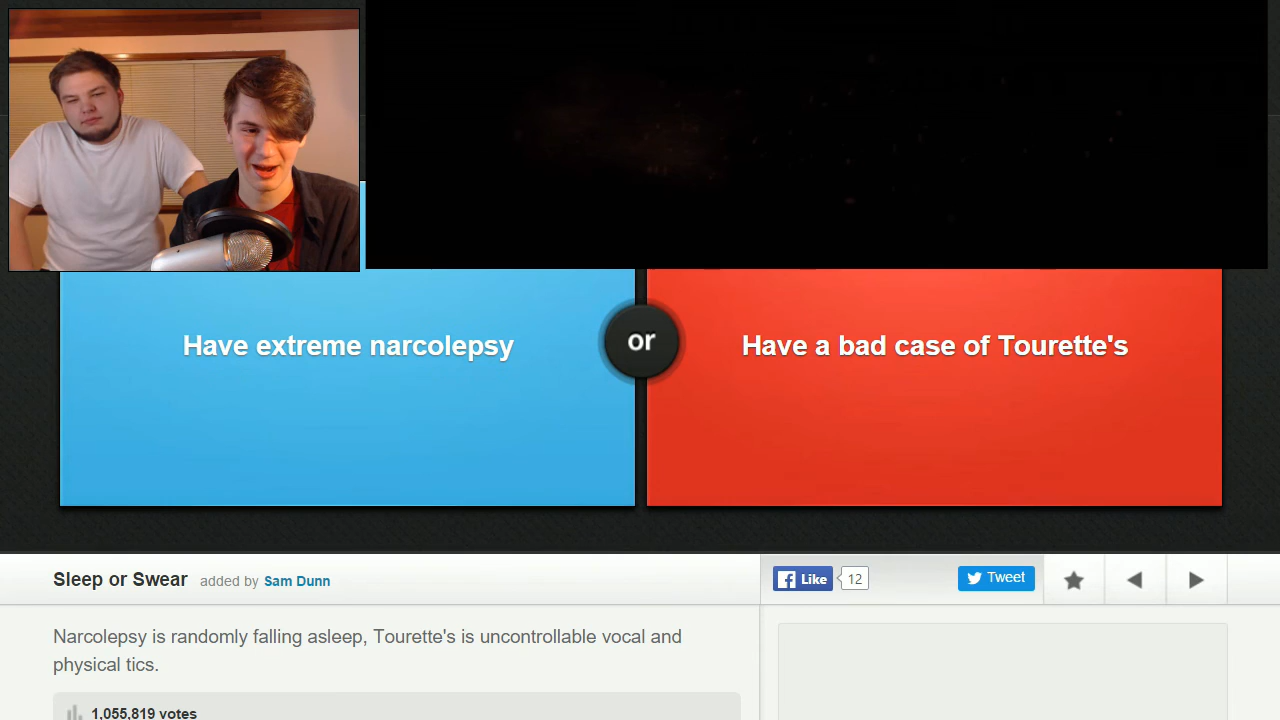 Have extreme narcolepsy
or
Have a bad case of Tourette's
Sleep or Swear added by Sam Dunn
Like 12
Tweet
Narcolepsy is randomly falling asleep, Tourette's is uncontrollable vocal and
physical tics.
1,055,819 votes